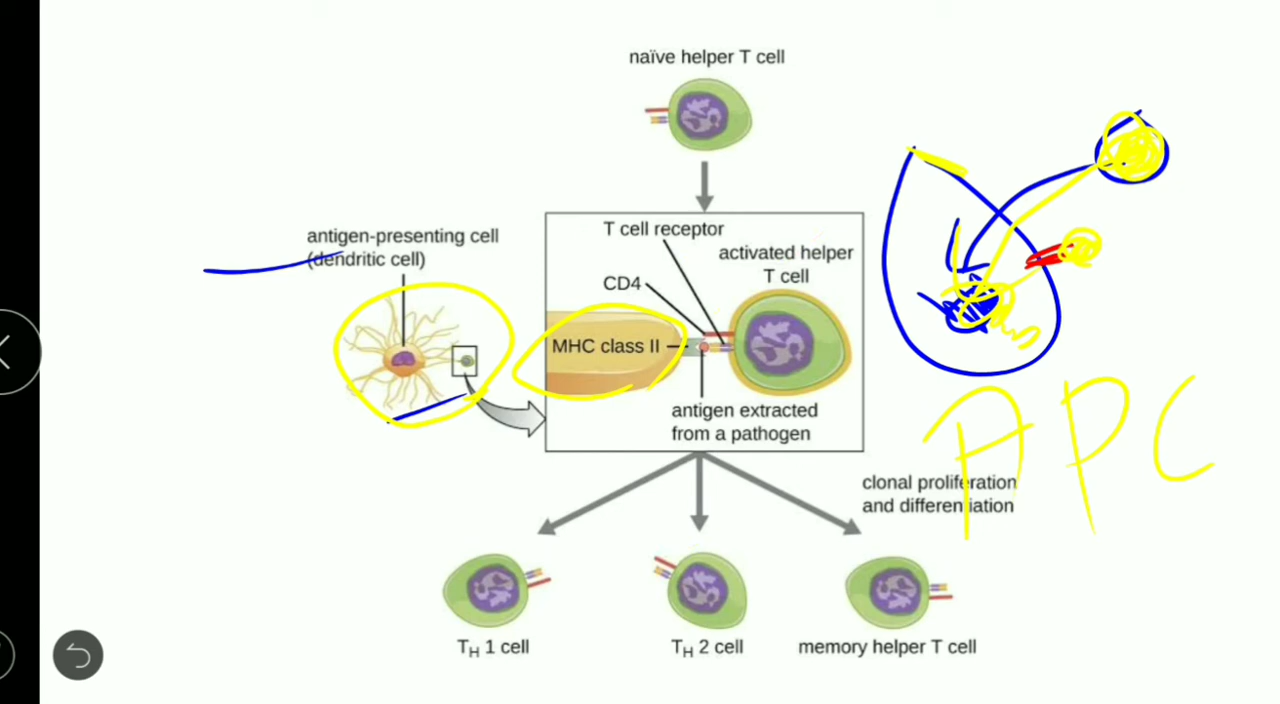 naïve helper T cell
T cell receptor
activated helper
T cell
CD4
antigen-presenting cell
(dendritic cell)
MHC class II
antigen extracted
from a pathogen
APC
clonal proliferation
and differentiation
TH 1 cell
TH 2 cell
memory helper T cell